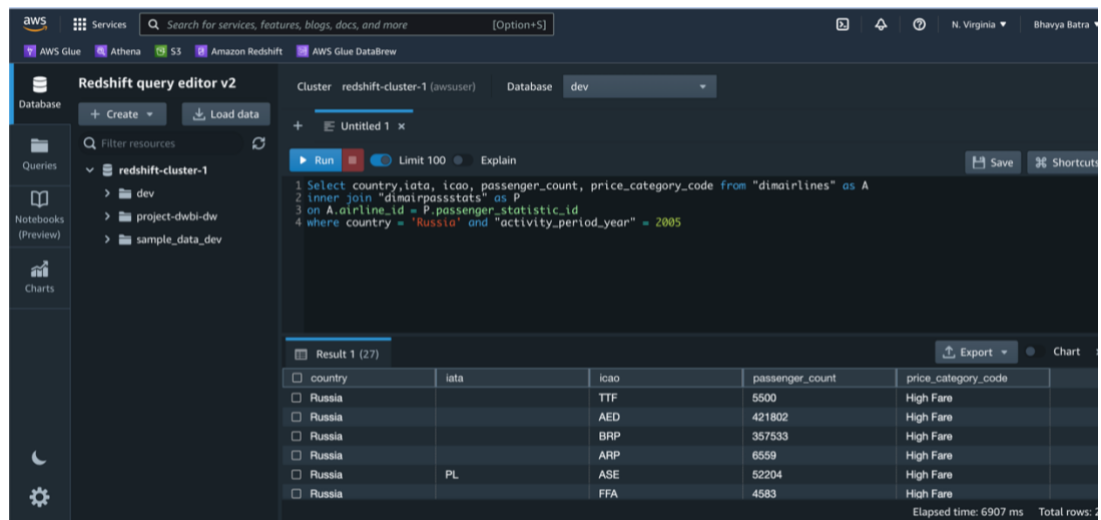 aws Services Search for services, features, blogs, docs, and more [Option+S] N. Virginia ▼ Bhavya Batra
AWS Glue Athena S3 Amazon Redshift AWS Glue DataBrew
Database
Queries
Notebooks
(Preview)
Charts
Redshift query editor v2
+ Create Load data
Filter resources
redshift-cluster-1
dev
project-dwbi-dw
sample_data_dev
Cluster redshift-cluster-1 (awsuser) Database dev
+ Untitled 1 ×
Run Limit 100 Explain Save ⌘ Shortcuts
1 Select country,iata, icao, passenger_count, price_category_code from "dimairlines" as A
2 inner join "dimairpassstats" as P
3 on A.airline_id = P.passenger_statistic_id
4 where country = 'Russia' and "activity_period_year" = 2005
Result 1 (27) Export Chart
country iata icao passenger_count price_category_code
Russia TTF 5500 High Fare
Russia AED 421802 High Fare
Russia BRP 357533 High Fare
Russia ARP 6559 High Fare
Russia PL ASE 52204 High Fare
Russia FFA 4583 High Fare
Elapsed time: 6907 ms Total rows: